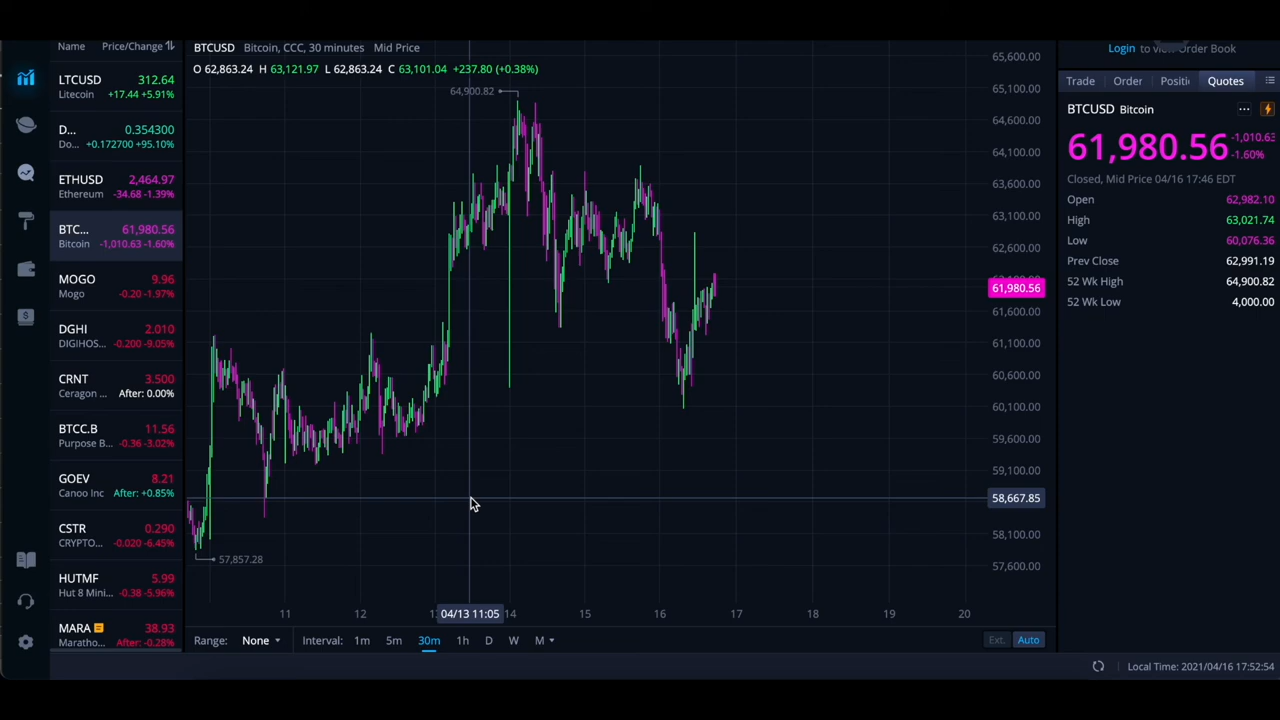 Name Price/Change
LTCUSD 312.64
Litecoin +17.44 +5.91%
D... 0.354300
Do... +0.172700 +95.10%
ETHUSD 2,464.97
Ethereum -34.68 -1.39%
BTC... 61,980.56
Bitcoin -1,010.63 -1.60%
MOGO 9.96
Mogo -0.20 -1.97%
DGHI 2.010
DIGIHOS... -0.200 -9.05%
CRNT 3.500
Ceragon ... After: 0.00%
BTCC.B 11.56
Purpose B... -0.36 -3.02%
GOEV 8.21
Canoo Inc After: +0.85%
CSTR 0.290
CRYPTO... -0.020 -6.45%
HUTMF 5.99
Hut 8 Mini... -0.38 -5.96%
MARA 38.93
Maratho... After: -0.28%
BTCUSD Bitcoin, CCC, 30 minutes Mid Price
O 62,863.24 H 63,121.97 L 62,863.24 C 63,101.04 +237.80 (+0.38%)
64,900.82
57,857.28
65,600.00
65,100.00
64,600.00
64,100.00
63,600.00
63,100.00
62,600.00
61,980.56
61,600.00
61,100.00
60,600.00
60,100.00
59,600.00
59,100.00
58,667.85
58,100.00
57,600.00
11 12 04/13 11:05 14 15 16 17 18 19 20
Range: None Interval: 1m 5m 30m 1h D W M Ext. Auto
Login to view Order Book
Trade Order Positi Quotes
BTCUSD Bitcoin
61,980.56 -1,010.63
-1.60%
Closed, Mid Price 04/16 17:46 EDT
Open 62,982.10
High 63,021.74
Low 60,076.36
Prev Close 62,991.19
52 Wk High 64,900.82
52 Wk Low 4,000.00
Local Time: 2021/04/16 17:52:54